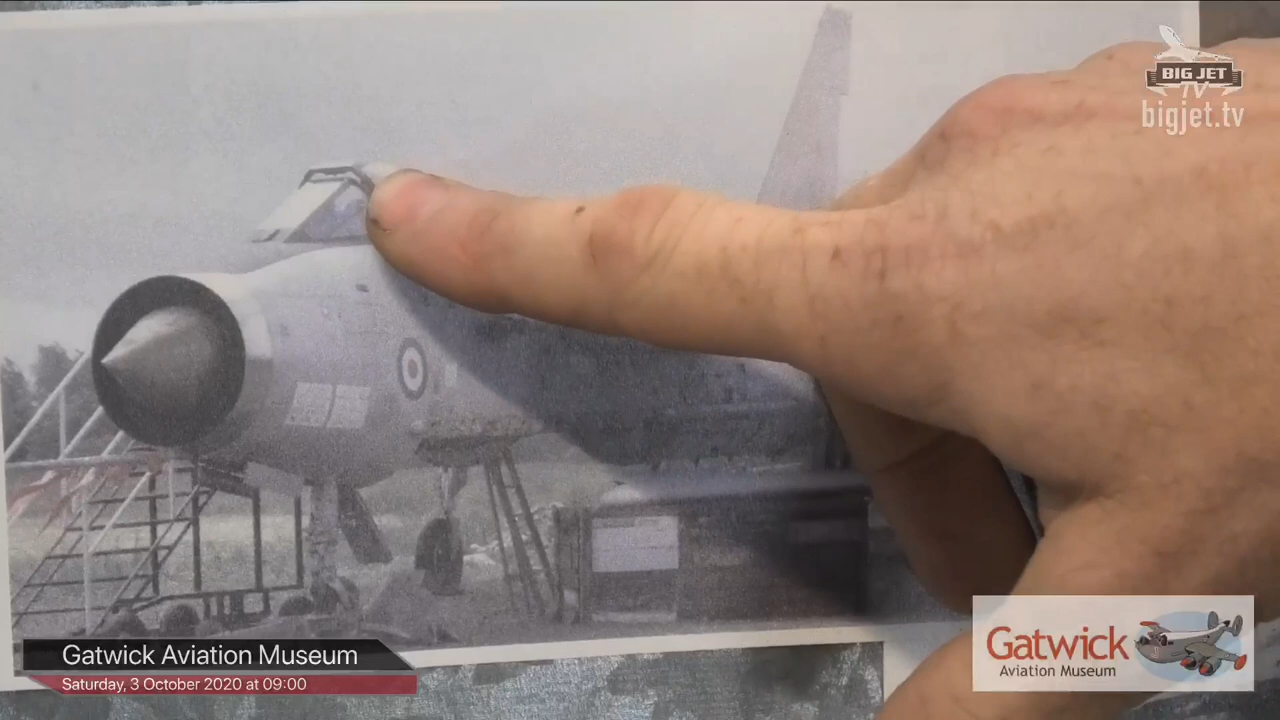 BIG JET
TV
bigjet.tv
Gatwick
Aviation Museum
Gatwick Aviation Museum
Saturday, 3 October 2020 at 09:00